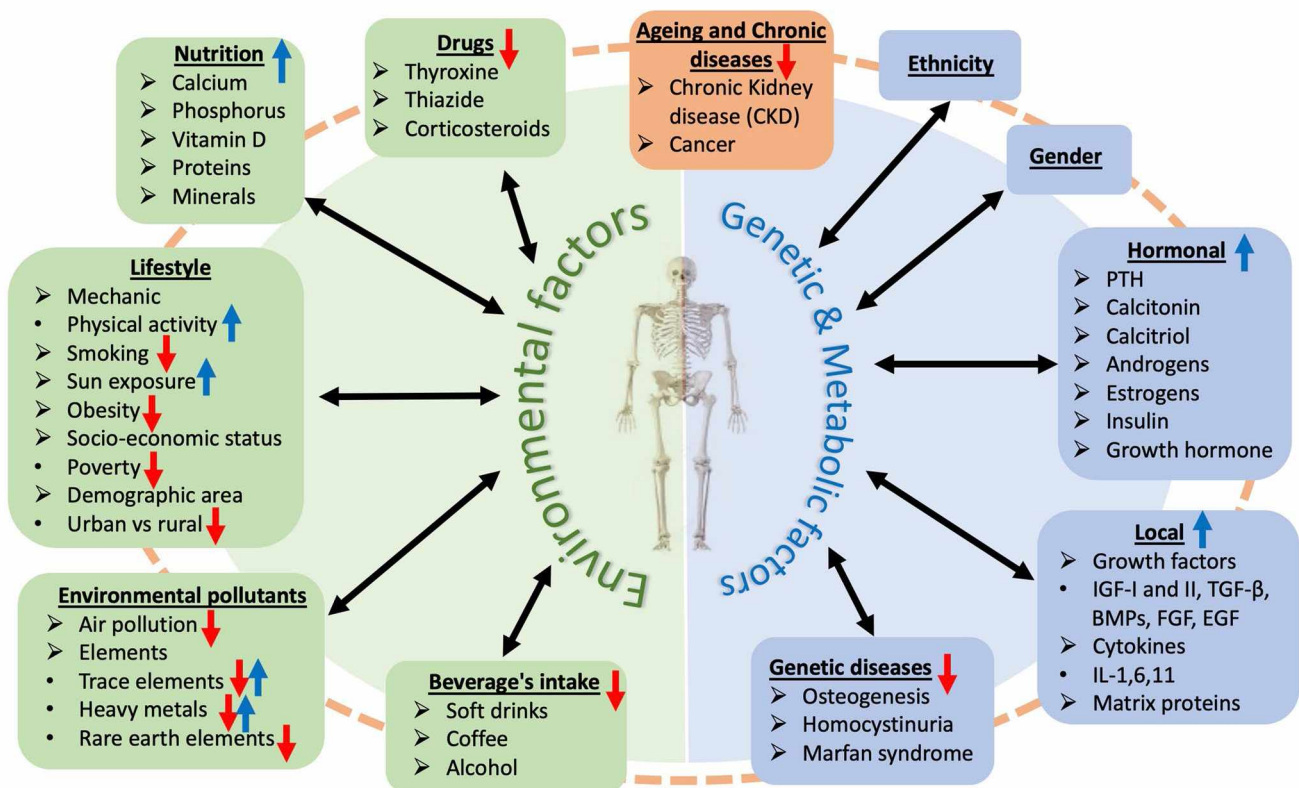 Nutrition
➢ Calcium
➢ Phosphorus
➢ Vitamin D
➢ Proteins
➢ Minerals
Drugs
➢ Thyroxine
➢ Thiazide
➢ Corticosteroids
Ageing and Chronic
diseases
➢ Chronic Kidney
disease (CKD)
➢ Cancer
Ethnicity
Gender
Lifestyle
➢ Mechanic
• Physical activity
➢ Smoking
➢ Sun exposure
➢ Obesity
➢ Socio-economic status
• Poverty
➢ Demographic area
• Urban vs rural
Environmental factors
Genetic & Metabolic factors
Hormonal
➢ PTH
➢ Calcitonin
➢ Calcitriol
➢ Androgens
➢ Estrogens
➢ Insulin
➢ Growth hormone
Environmental pollutants
➢ Air pollution
➢ Elements
• Trace elements
• Heavy metals
• Rare earth elements
Beverage's intake
➢ Soft drinks
➢ Coffee
➢ Alcohol
Genetic diseases
➢ Osteogenesis
➢ Homocystinuria
➢ Marfan syndrome
Local
➢ Growth factors
• IGF-I and II, TGF-β,
BMPs, FGF, EGF
➢ Cytokines
• IL-1,6,11
➢ Matrix proteins